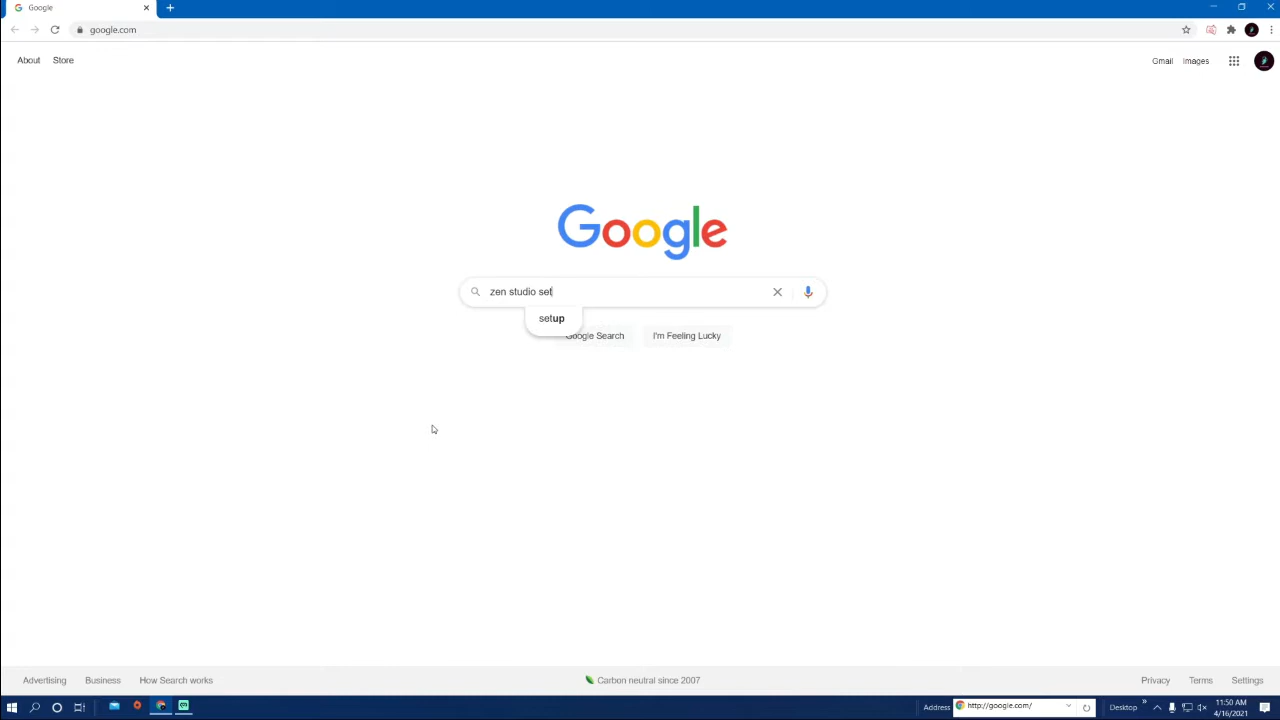 Google
google.com
About Store
Gmail Images
Google
zen studio set
setup
Google Search I'm Feeling Lucky
Advertising Business How Search works
Carbon neutral since 2007
Privacy Terms Settings
Address http://google.com/
Desktop
11:50 AM
4/16/2021